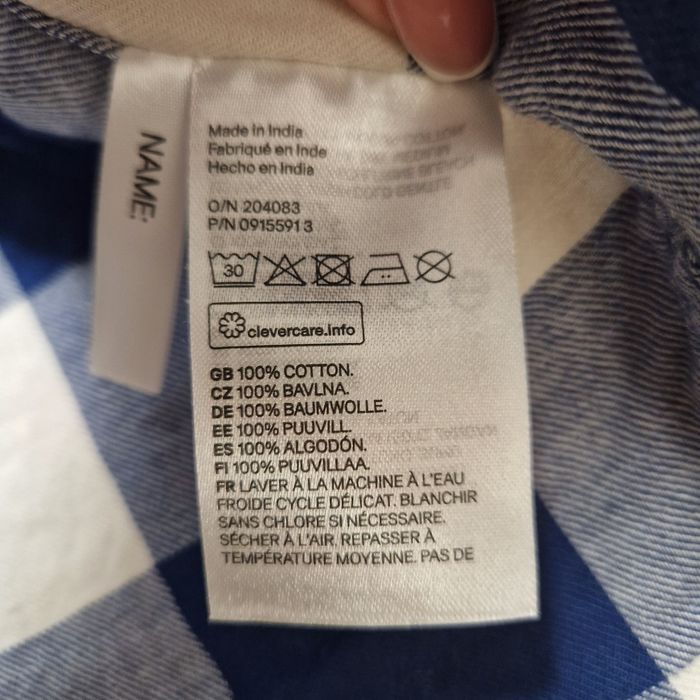 NAME:
Made in India
Fabriqué en Inde
Hecho en India
O/N 204083
P/N 09155913
30
clevercare.info
GB 100% COTTON.
CZ 100% BAVLNA.
DE 100% BAUMWOLLE.
EE 100% PUUVILL.
ES 100% ALGODÓN.
FI 100% PUUVILLAA.
FR LAVER À LA MACHINE À L'EAU
FROIDE CYCLE DÉLICAT. BLANCHIR
SANS CHLORE SI NÉCESSAIRE.
SÉCHER À L'AIR. REPASSER À
TEMPÉRATURE MOYENNE. PAS DE